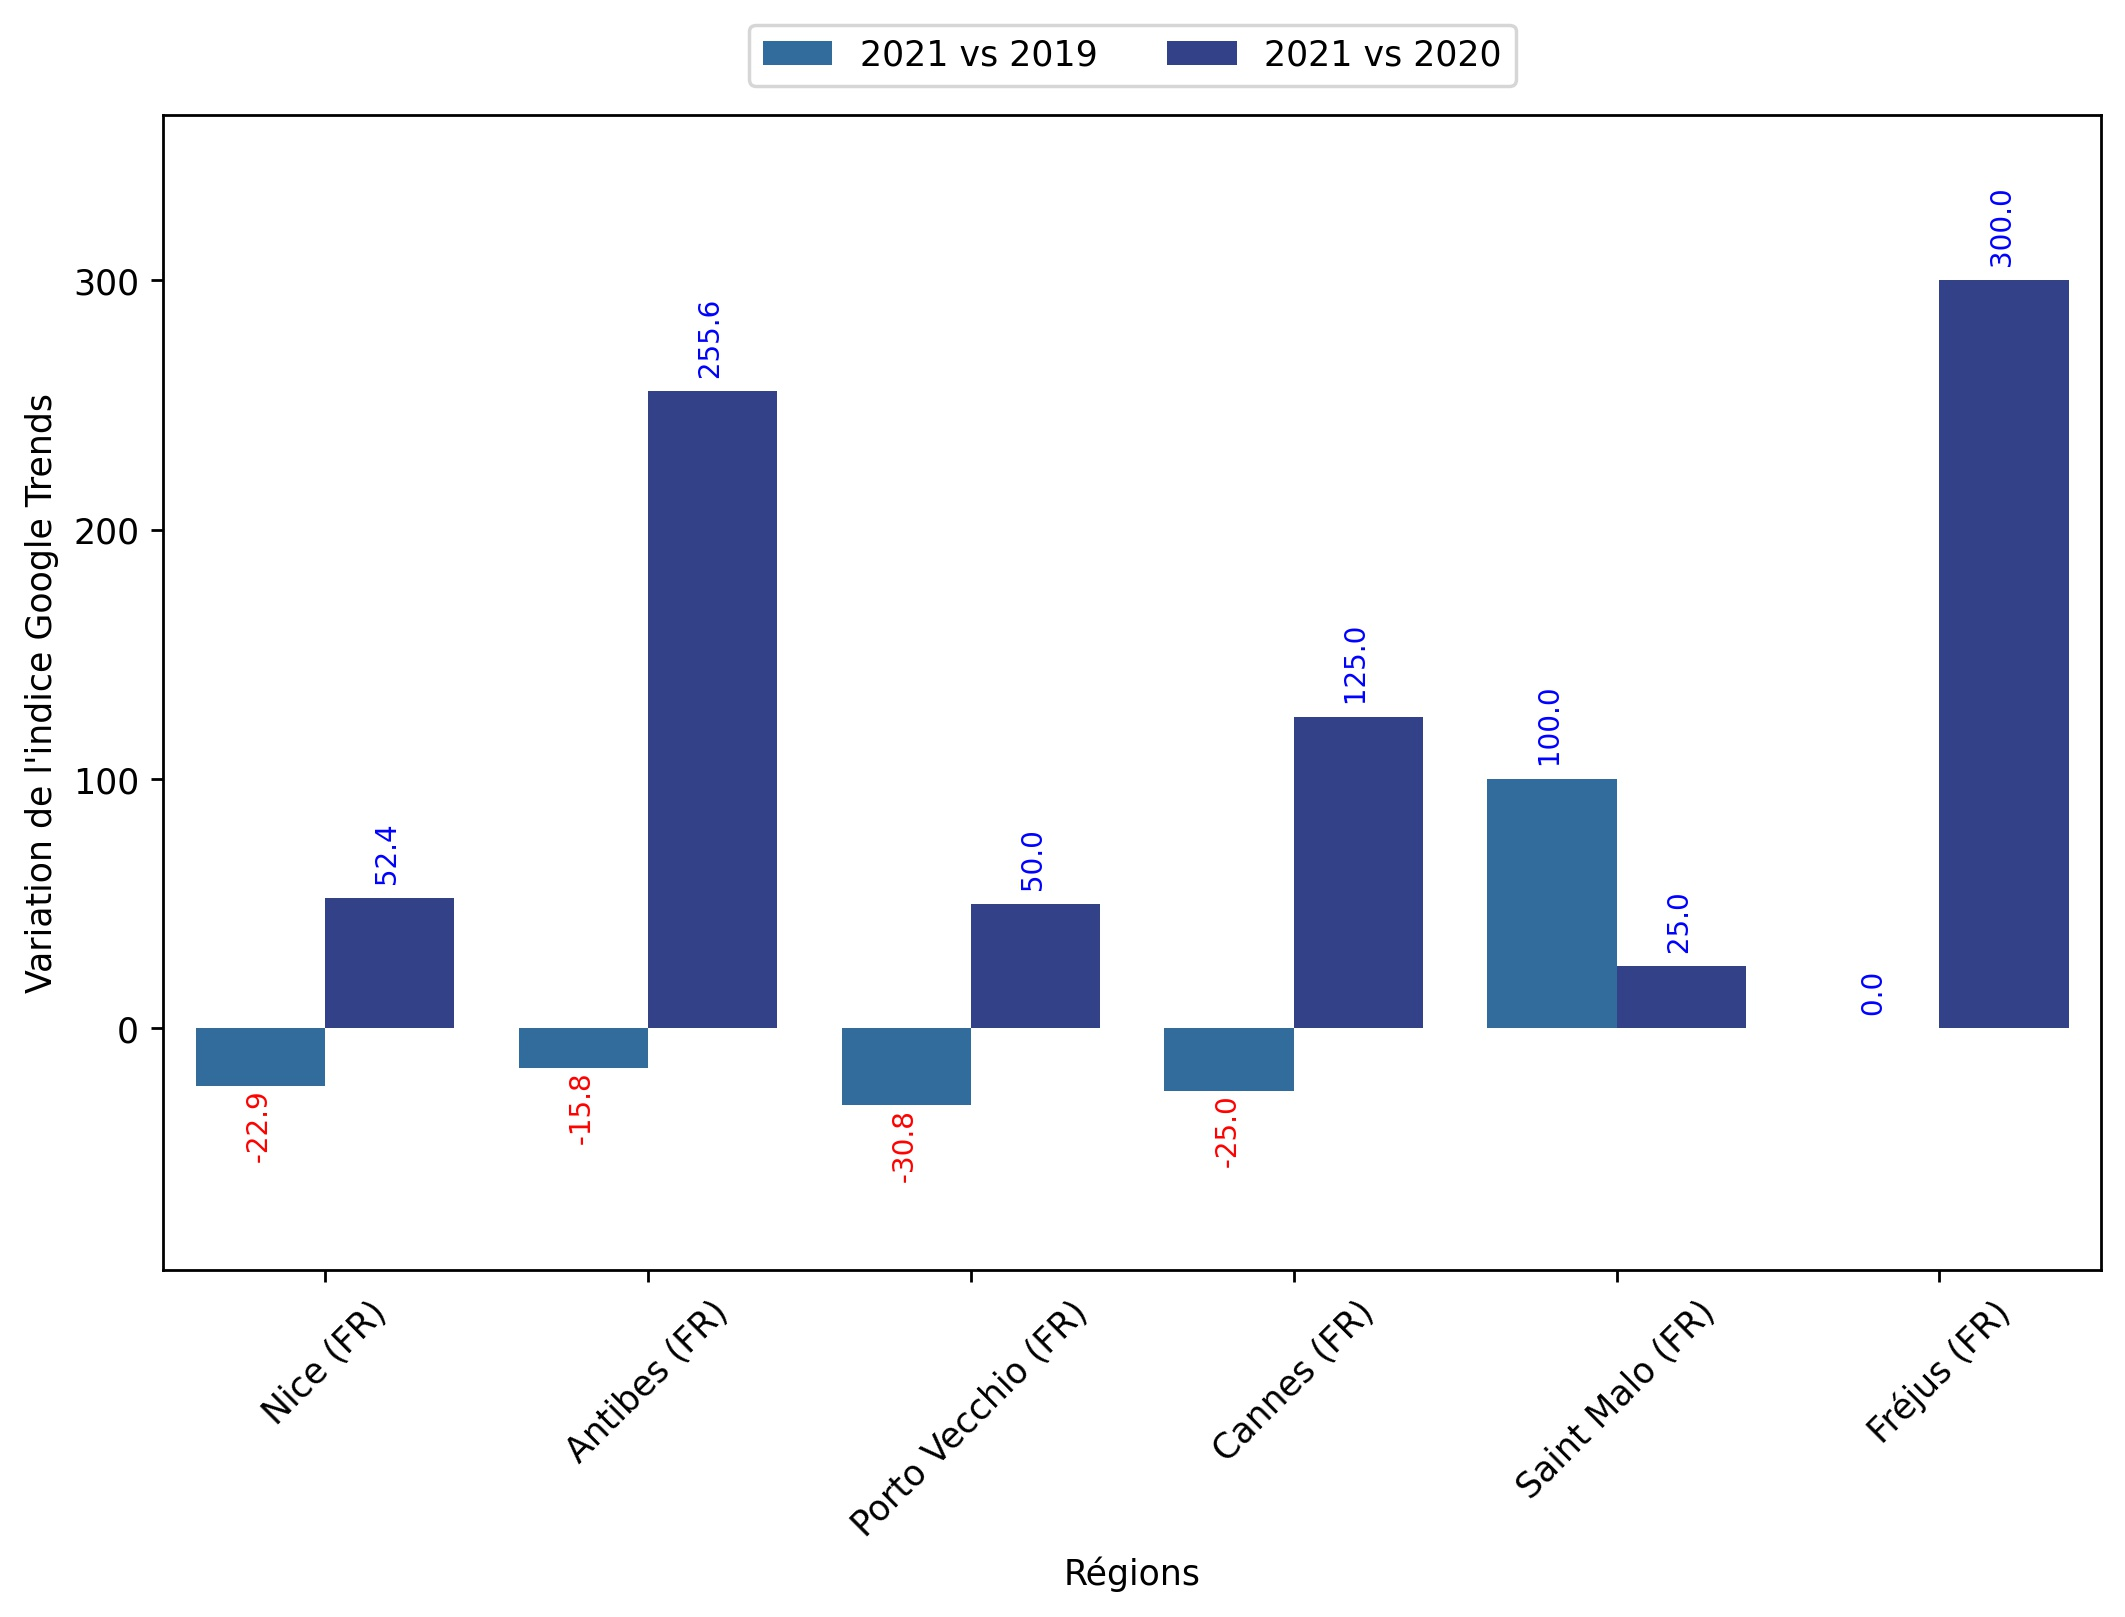 2021 vs 2019
2021 vs 2020
Variation de l'indice Google Trends
300
200
100
0
-22.9
52.4
-15.8
255.6
-30.8
50.0
-25.0
125.0
100.0
25.0
0.0
300.0
Nice (FR)
Antibes (FR)
Porto Vecchio (FR)
Cannes (FR)
Saint Malo (FR)
Fréjus (FR)
Régions